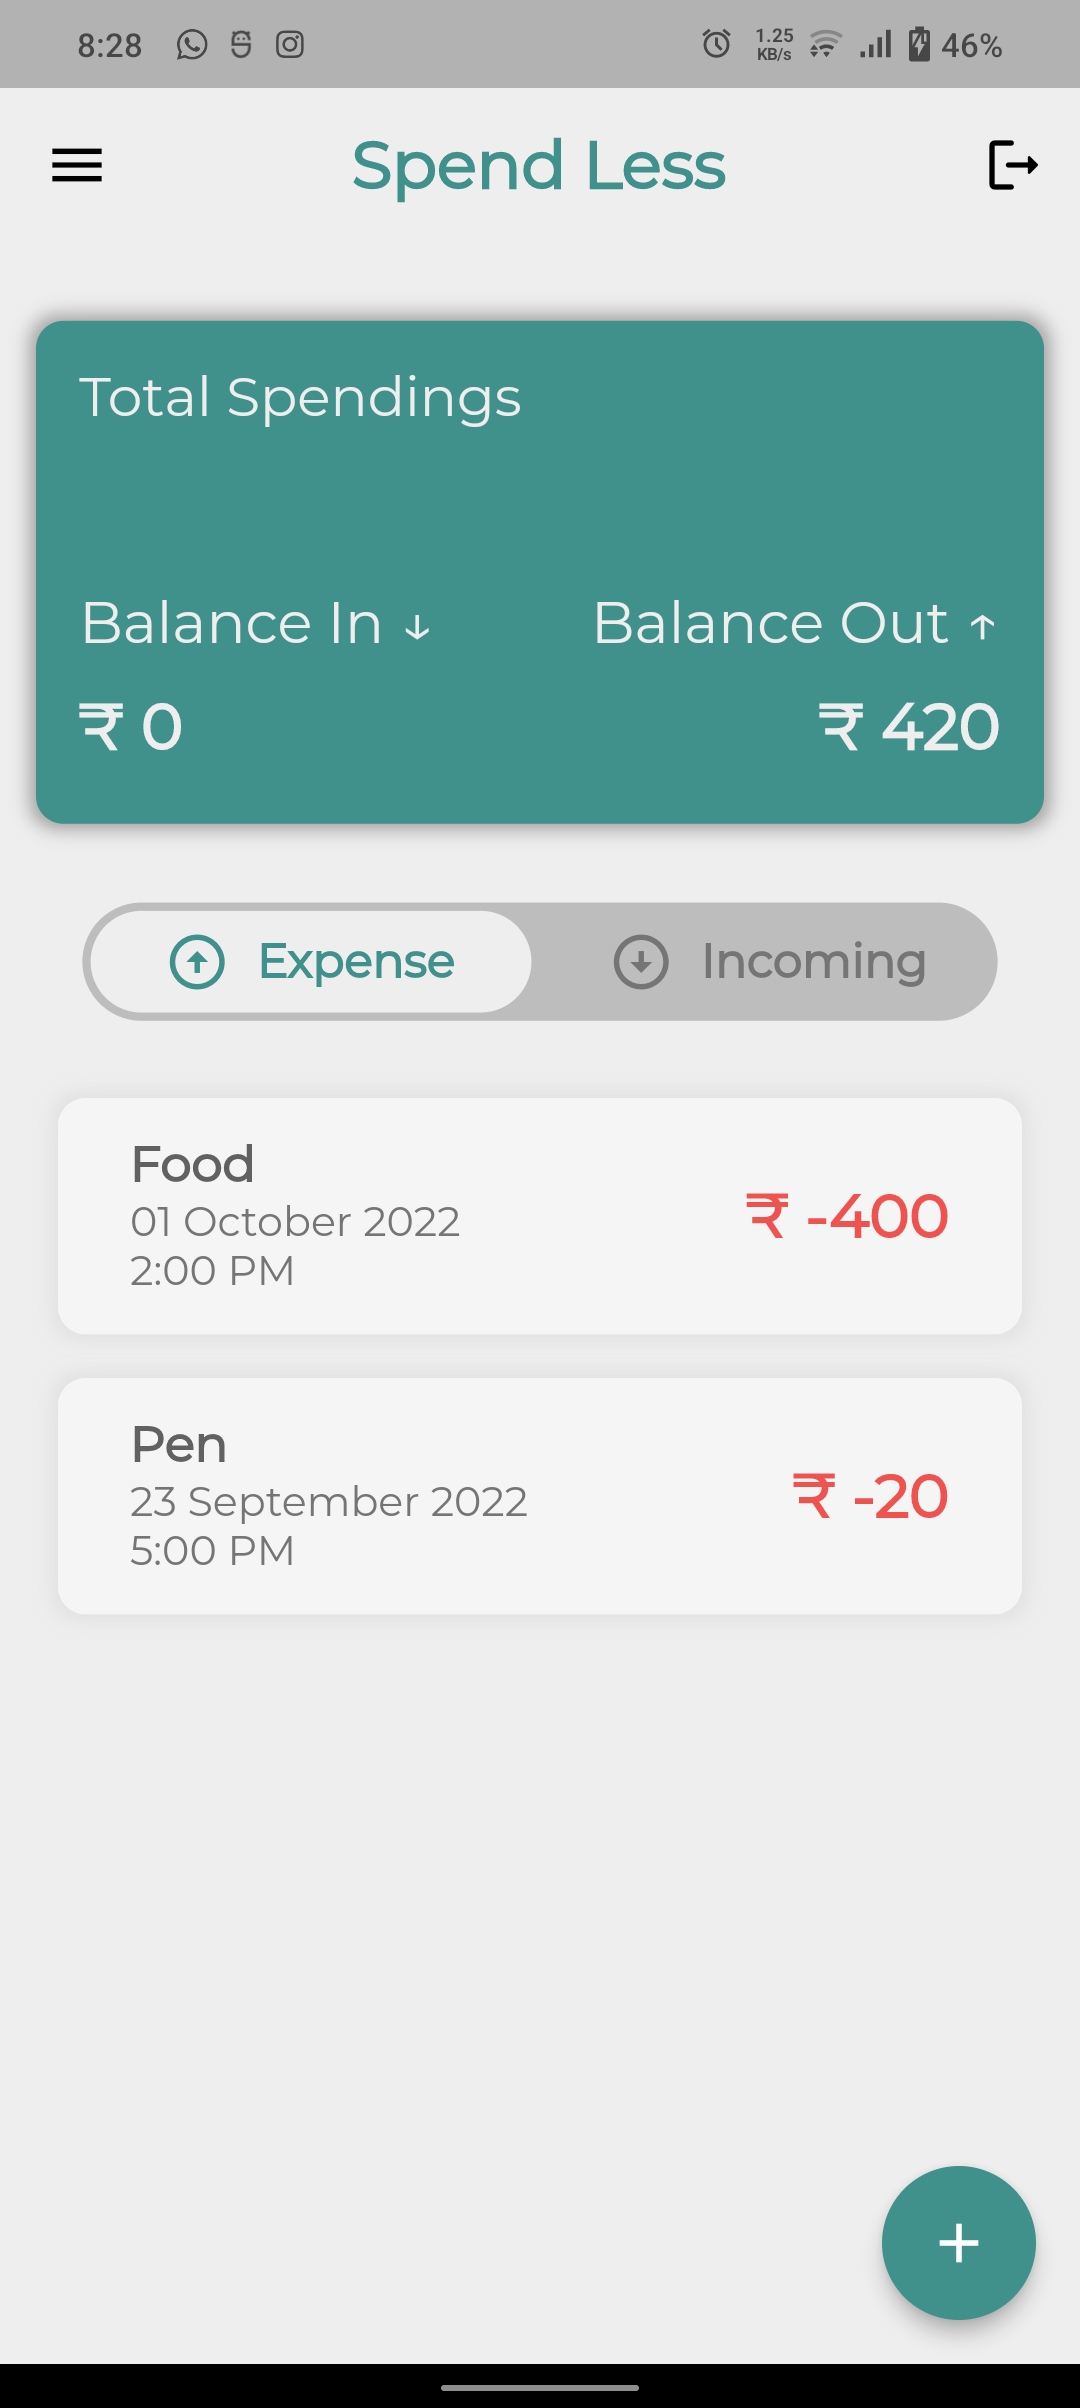 8:28 1.25 KB/s 46%
Spend Less
Total Spendings
Balance In ↓ Balance Out ↑
₹ 0 ₹ 420
Expense Incoming
Food
01 October 2022
2:00 PM
₹ -400
Pen
23 September 2022
5:00 PM
₹ -20
+